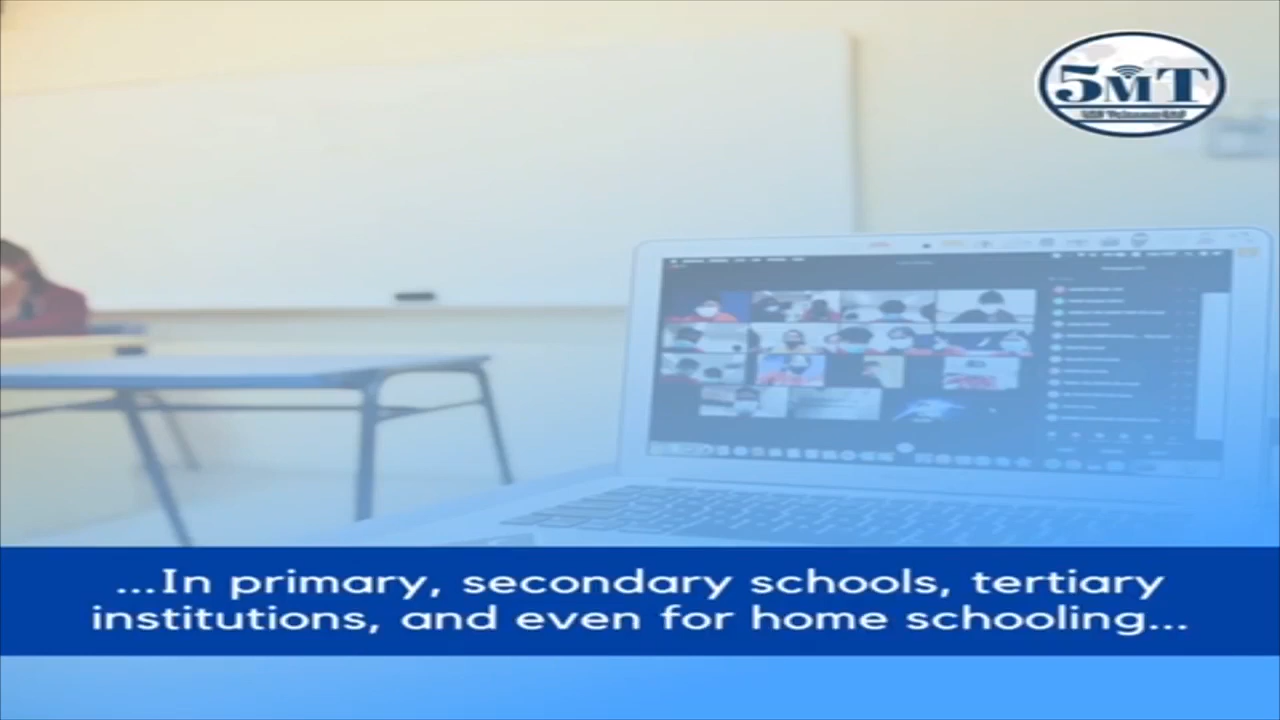 5MT
...In primary, secondary schools, tertiary
institutions, and even for home schooling...